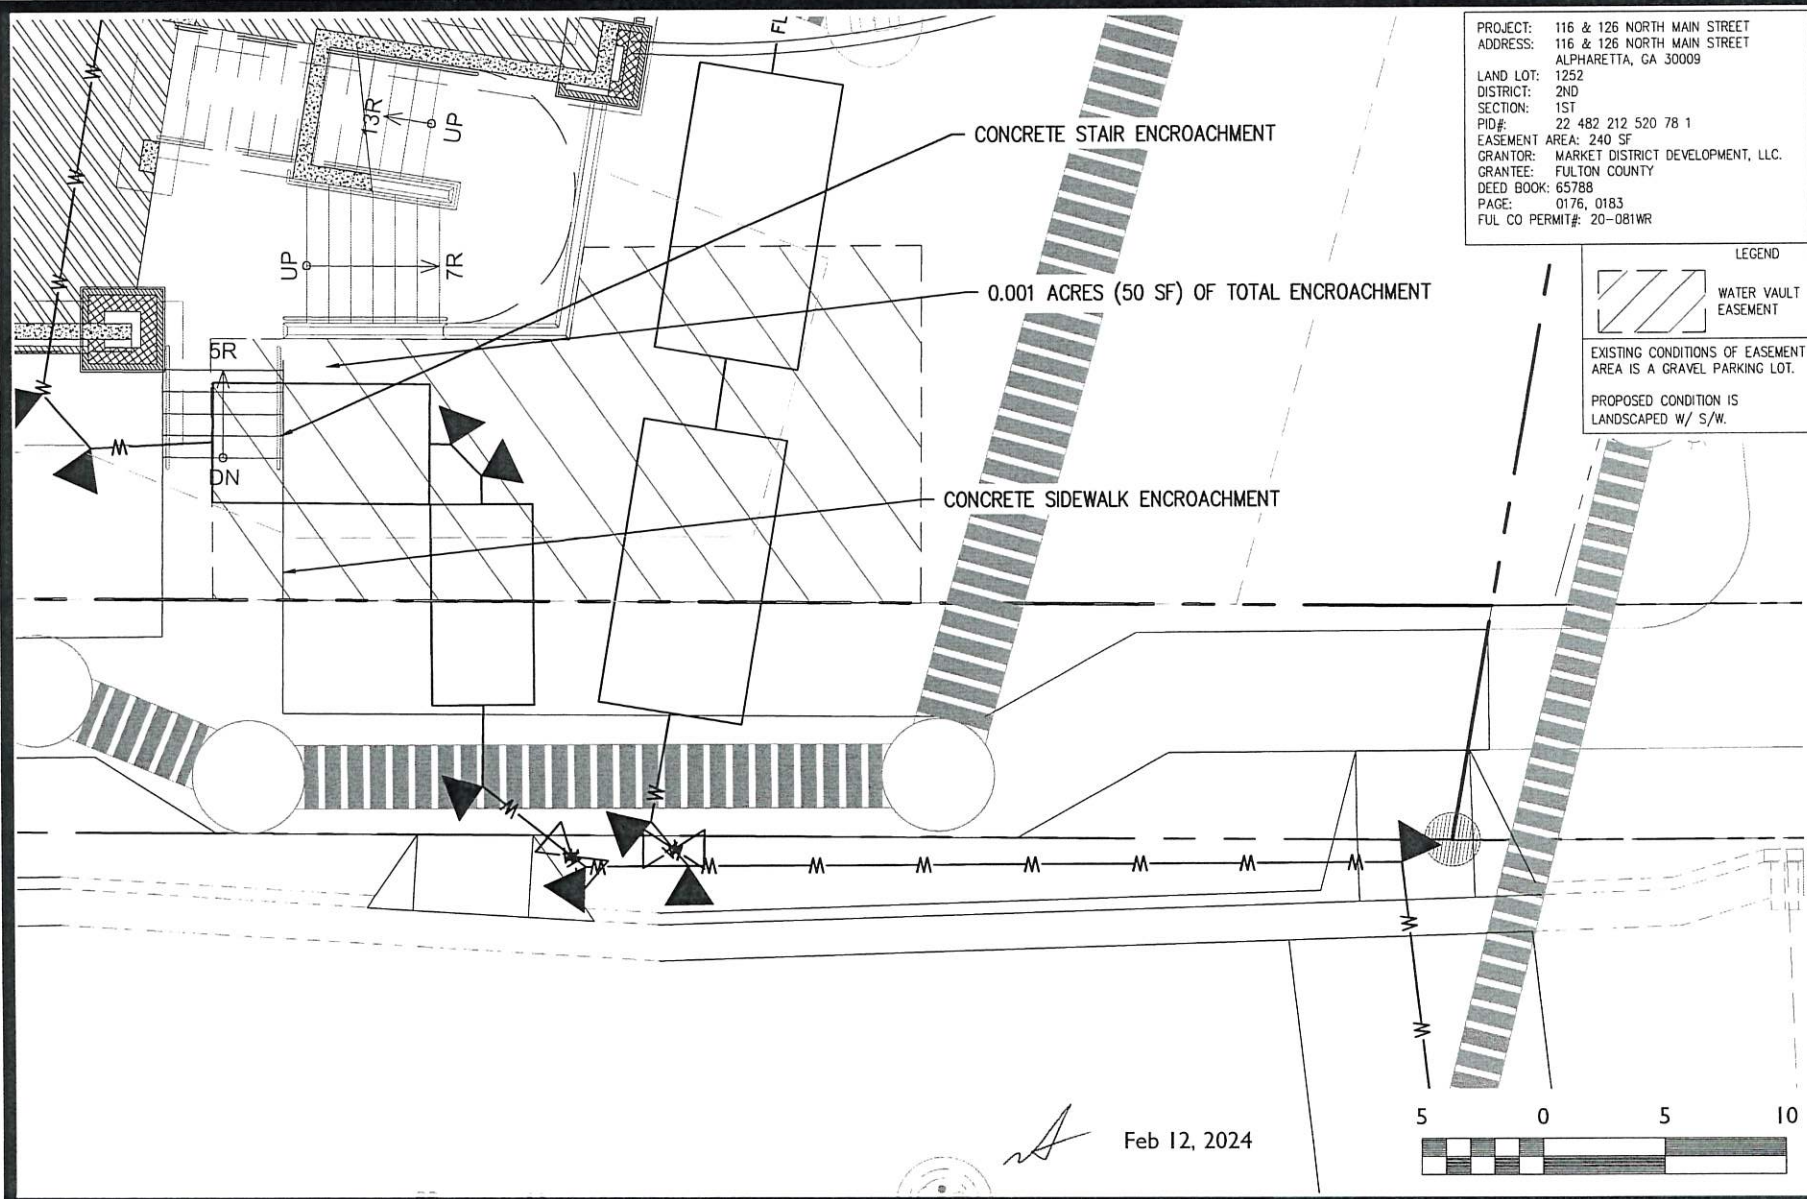 PROJECT: 116 & 126 NORTH MAIN STREET
ADDRESS: 116 & 126 NORTH MAIN STREET
ALPHARETTA, GA 30009
LAND LOT: 1252
DISTRICT: 2ND
SECTION: 1ST
PID#: 22 482 212 520 78 1
EASEMENT AREA: 240 SF
GRANTOR: MARKET DISTRICT DEVELOPMENT, LLC.
GRANTEE: FULTON COUNTY
DEED BOOK: 65788
PAGE: 0176, 0183
FUL CO PERMIT#: 20-081WR
LEGEND
WATER VAULT
EASEMENT
EXISTING CONDITIONS OF EASEMENT
AREA IS A GRAVEL PARKING LOT.
PROPOSED CONDITION IS
LANDSCAPED W/ S/W.
FL
W
W
W
W
13R
UP
UP
7R
5R
DN
W
CONCRETE STAIR ENCROACHMENT
0.001 ACRES (50 SF) OF TOTAL ENCROACHMENT
CONCRETE SIDEWALK ENCROACHMENT
W
W
W
W
W
W
W
W
W
W
W
W
Feb 12, 2024
5 0 5 10